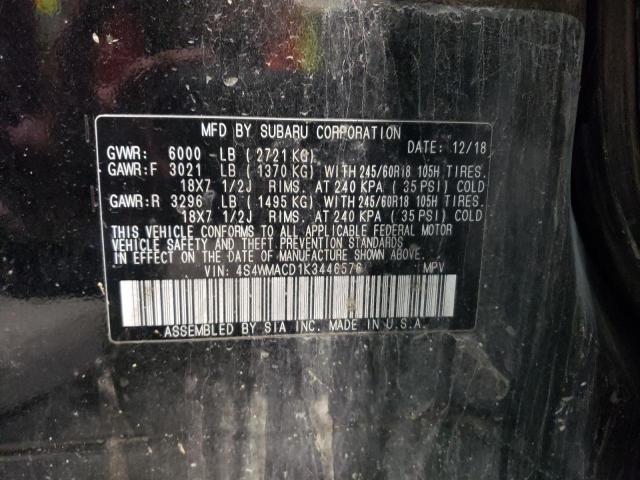 MFD BY SUBARU CORPORATION DATE: 12/18
GVWR: 6000 LB (2721 KG)
GAWR:F 3021 LB (1370 KG) WITH 245/60R18 105H TIRES.
18X7 1/2J RIMS. AT 240 KPA (35 PSI) COLD
GAWR:R 3296 LB (1495 KG) WITH 245/60R18 105H TIRES.
18X7 1/2J RIMS. AT 240 KPA (35 PSI) COLD
THIS VEHICLE CONFORMS TO ALL APPLICABLE FEDERAL MOTOR
VEHICLE SAFETY AND THEFT PREVENTION STANDARDS
IN EFFECT ON THE DATE OF MANUFACTURE SHOWN ABOVE.
VIN: 4S4WMACD1K3446576 MPV
ASSEMBLED BY SIA INC. MADE IN U.S.A.